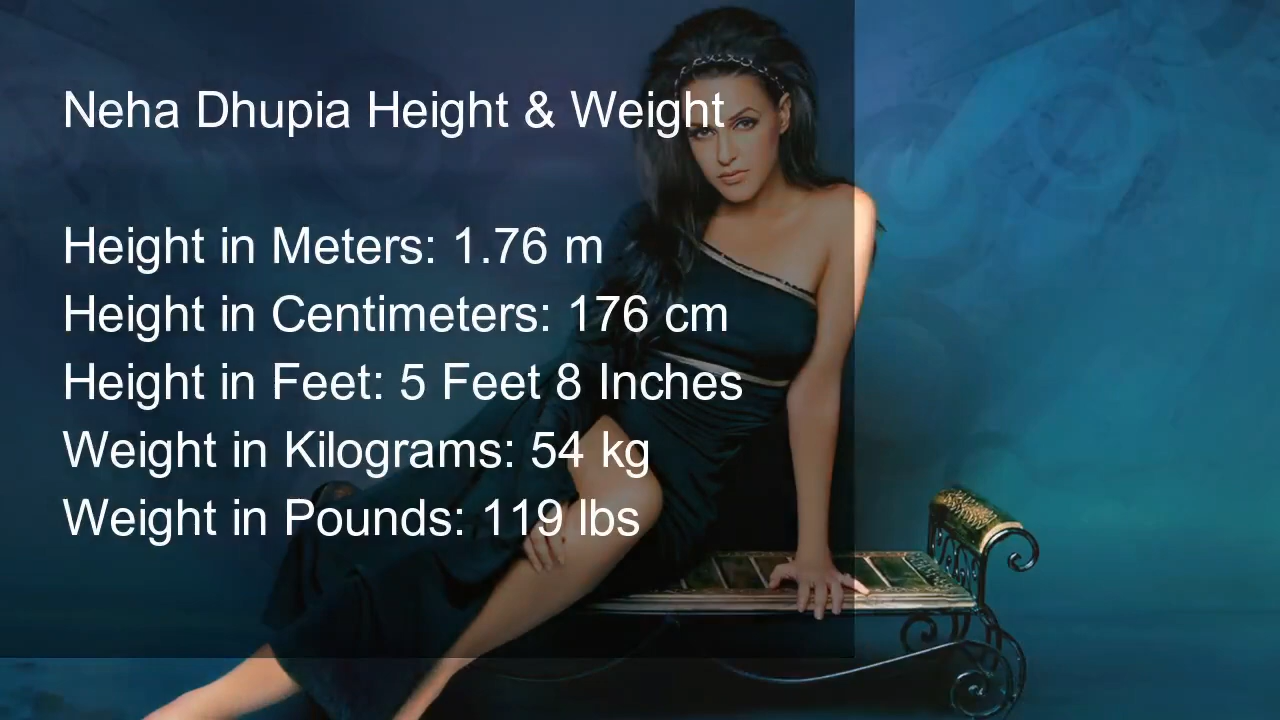 Neha Dhupia Height & Weight
Height in Meters: 1.76 m
Height in Centimeters: 176 cm
Height in Feet: 5 Feet 8 Inches
Weight in Kilograms: 54 kg
Weight in Pounds: 119 lbs